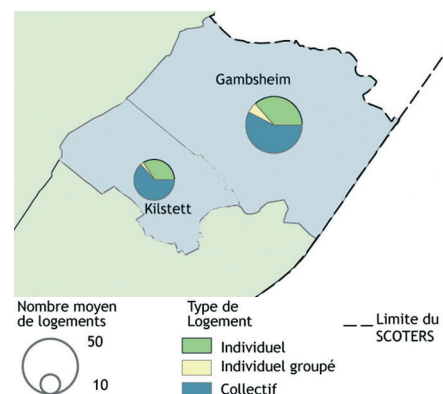 Gambsheim
Kilstett
Nombre moyen
de logements
50
10
Type de
Logement
Individuel
Individuel groupé
Collectif
Limite du
SCOTERS